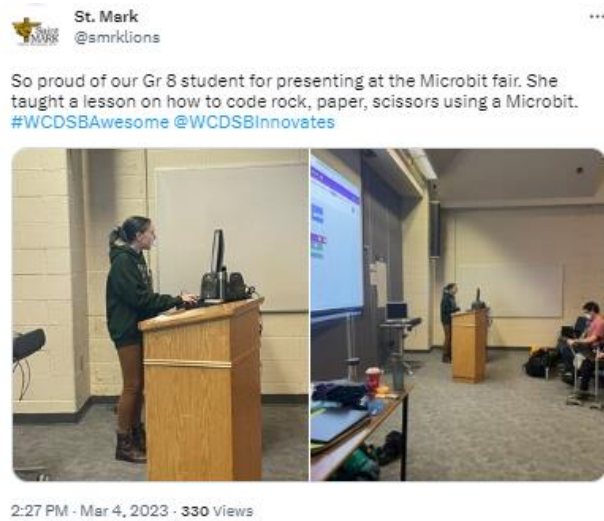 Saint
MARK
St. Mark
@smrklions
So proud of our Gr 8 student for presenting at the Microbit fair. She
taught a lesson on how to code rock, paper, scissors using a Microbit.
#WCDSBAwesome @WCDSBInnovates
2:27 PM · Mar 4, 2023 · 330 Views